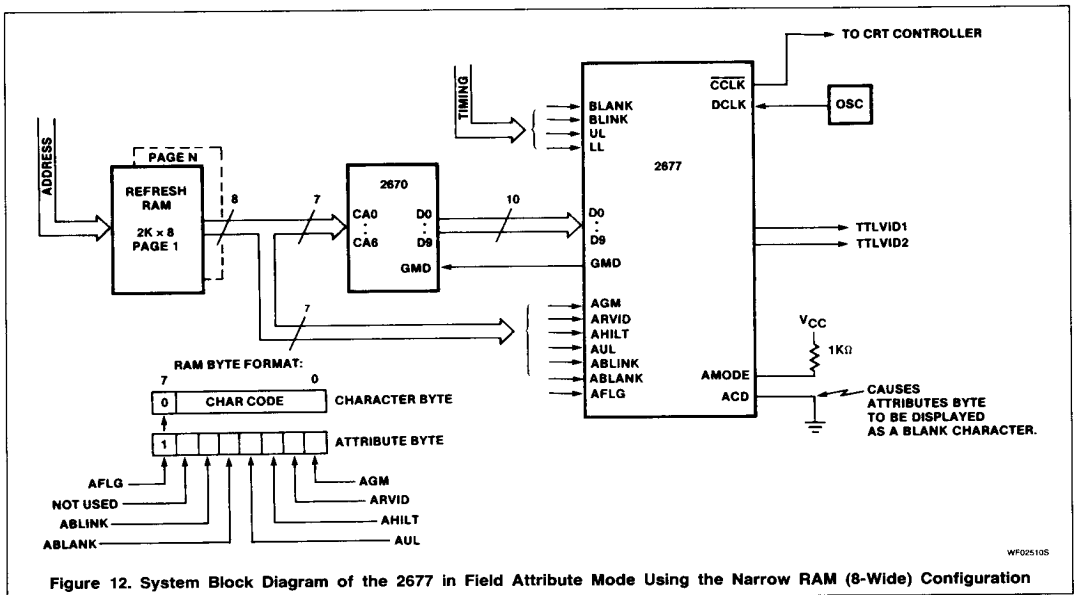 TO CRT CONTROLLER
CCLK
DCLK
OSC
TIMING
BLANK
BLINK
UL
LL
2677
ADDRESS
PAGE N
REFRESH
RAM
2K × 8
PAGE 1
8
7
2670
CA0
CA6
D0
D9
GMD
10
D0
D9
GMD
TTLVID1
TTLVID2
7
AGM
ARVID
AHILT
AUL
ABLINK
ABLANK
AFLG
VCC
1KΩ
AMODE
ACD
CAUSES
ATTRIBUTES BYTE
TO BE DISPLAYED
AS A BLANK CHARACTER.
RAM BYTE FORMAT:
7 0
0 CHAR CODE CHARACTER BYTE
1 ATTRIBUTE BYTE
AFLG
NOT USED
ABLINK
ABLANK
AGM
ARVID
AHILT
AUL
WF02510S
Figure 12. System Block Diagram of the 2677 in Field Attribute Mode Using the Narrow RAM (8-Wide) Configuration